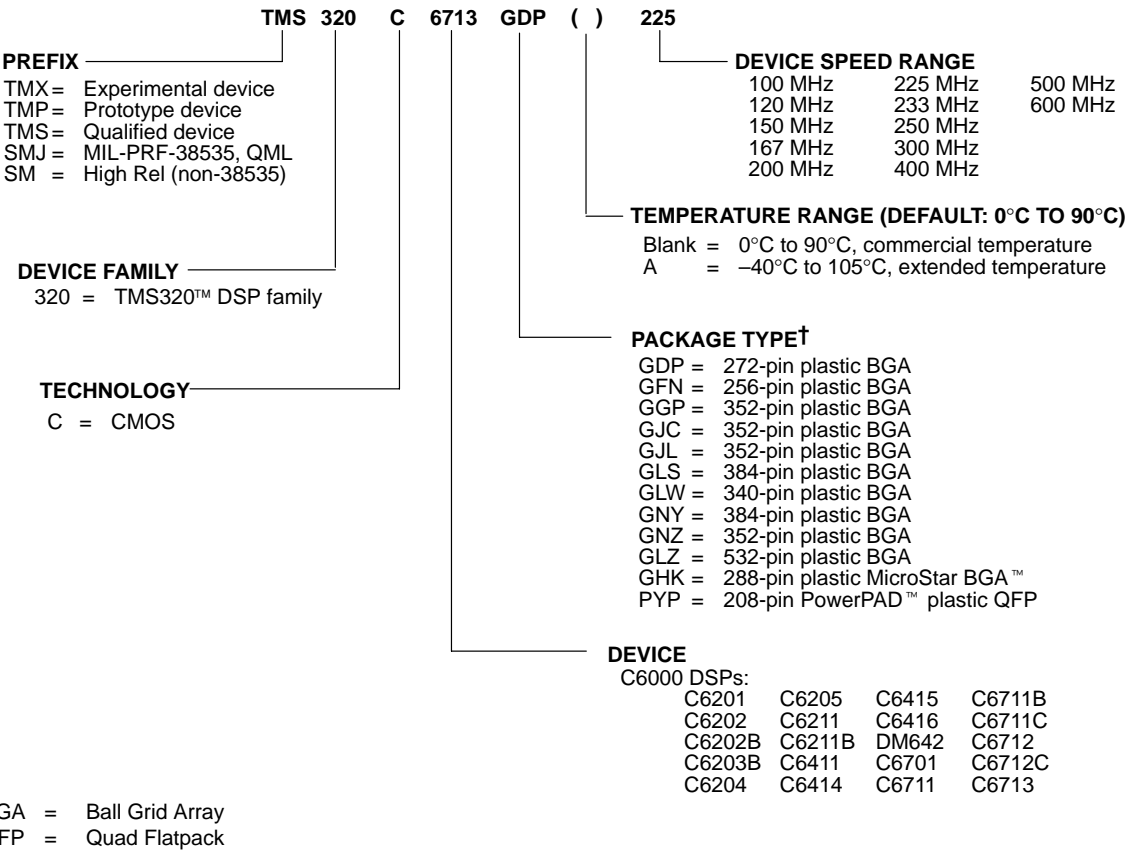 TMS 320 C 6713 GDP ( ) 225
PREFIX
TMX = Experimental device
TMP = Prototype device
TMS = Qualified device
SMJ = MIL-PRF-38535, QML
SM = High Rel (non-38535)
DEVICE SPEED RANGE
100 MHz 225 MHz 500 MHz
120 MHz 233 MHz 600 MHz
150 MHz 250 MHz
167 MHz 300 MHz
200 MHz 400 MHz
TEMPERATURE RANGE (DEFAULT: 0°C TO 90°C)
Blank = 0°C to 90°C, commercial temperature
A = –40°C to 105°C, extended temperature
DEVICE FAMILY
320 = TMS320™ DSP family
PACKAGE TYPE†
GDP = 272-pin plastic BGA
GFN = 256-pin plastic BGA
GGP = 352-pin plastic BGA
GJC = 352-pin plastic BGA
GJL = 352-pin plastic BGA
GLS = 384-pin plastic BGA
GLW = 340-pin plastic BGA
GNY = 384-pin plastic BGA
GNZ = 352-pin plastic BGA
GLZ = 532-pin plastic BGA
GHK = 288-pin plastic MicroStar BGA™
PYP = 208-pin PowerPAD™ plastic QFP
TECHNOLOGY
C = CMOS
DEVICE
C6000 DSPs:
C6201 C6205 C6415 C6711B
C6202 C6211 C6416 C6711C
C6202B C6211B DM642 C6712
C6203B C6411 C6701 C6712C
C6204 C6414 C6711 C6713
GA = Ball Grid Array
FP = Quad Flatpack